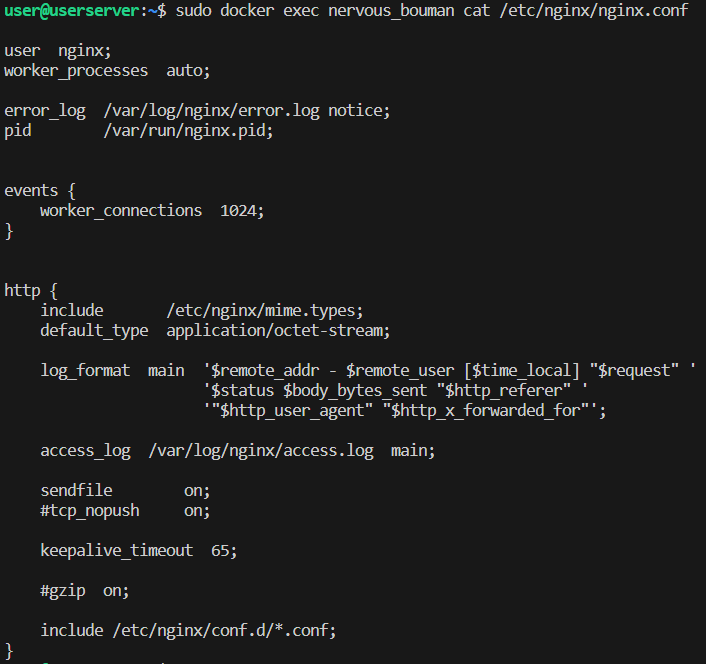 user@userserver:~$ sudo docker exec nervous_bouman cat /etc/nginx/nginx.conf
user  nginx;
worker_processes  auto;
error_log  /var/log/nginx/error.log notice;
pid        /var/run/nginx.pid;
events {
    worker_connections  1024;
}
http {
    include       /etc/nginx/mime.types;
    default_type  application/octet-stream;
    log_format  main  '$remote_addr - $remote_user [$time_local] "$request" '
                      '$status $body_bytes_sent "$http_referer" '
                      '"$http_user_agent" "$http_x_forwarded_for"';
    access_log  /var/log/nginx/access.log  main;
    sendfile        on;
    #tcp_nopush     on;
    keepalive_timeout  65;
    #gzip  on;
    include /etc/nginx/conf.d/*.conf;
}